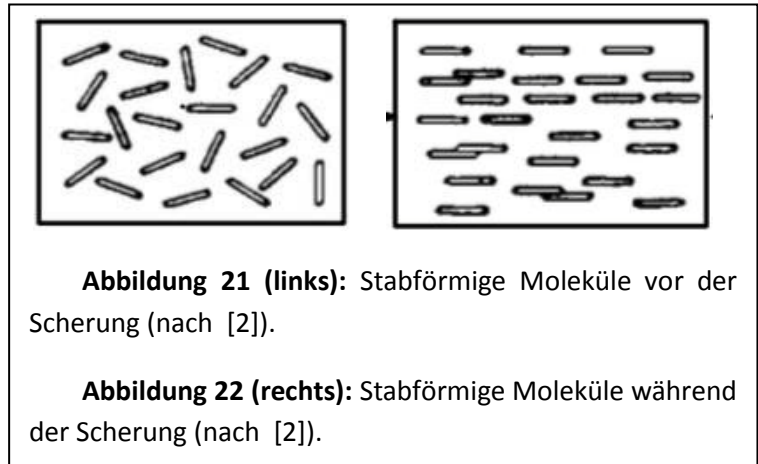 Abbildung 21 (links): Stabförmige Moleküle vor der
Scherung (nach [2]).
Abbildung 22 (rechts): Stabförmige Moleküle während
der Scherung (nach [2]).